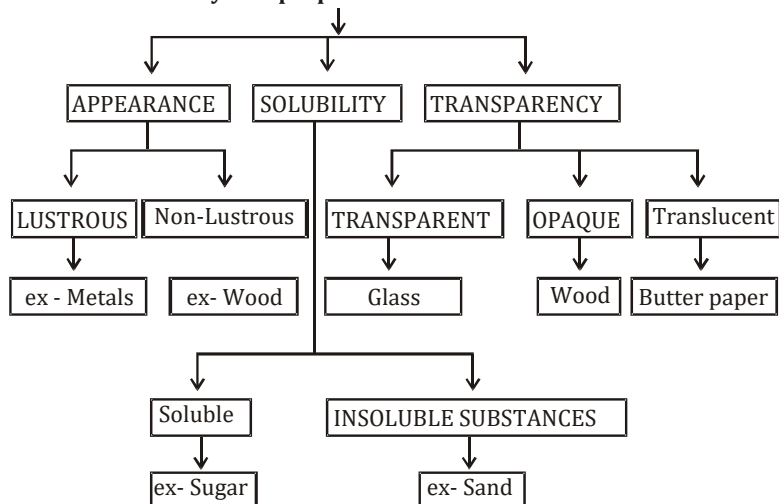 APPEARANCE SOLUBILITY TRANSPARENCY
LUSTROUS Non-Lustrous TRANSPARENT OPAQUE Translucent
ex - Metals ex- Wood Glass Wood Butter paper
Soluble INSOLUBLE SUBSTANCES
ex- Sugar ex- Sand